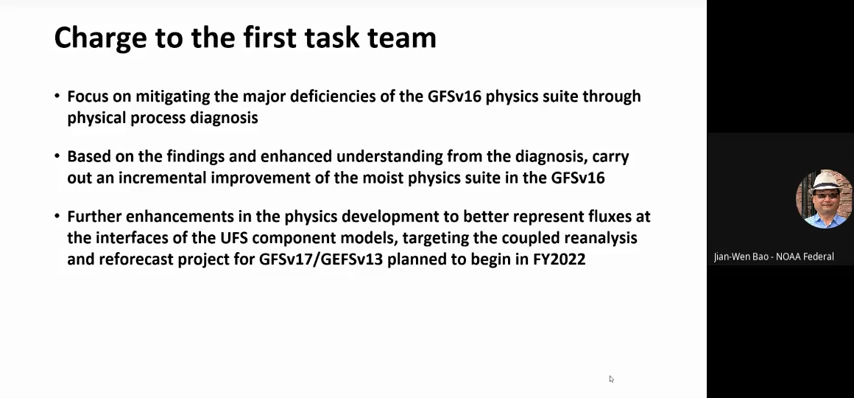 Charge to the first task team
• Focus on mitigating the major deficiencies of the GFSv16 physics suite through
physical process diagnosis
• Based on the findings and enhanced understanding from the diagnosis, carry
out an incremental improvement of the moist physics suite in the GFSv16
• Further enhancements in the physics development to better represent fluxes at
the interfaces of the UFS component models, targeting the coupled reanalysis
and reforecast project for GFSv17/GEFSv13 planned to begin in FY2022
Jian-Wen Bao - NOAA Federal